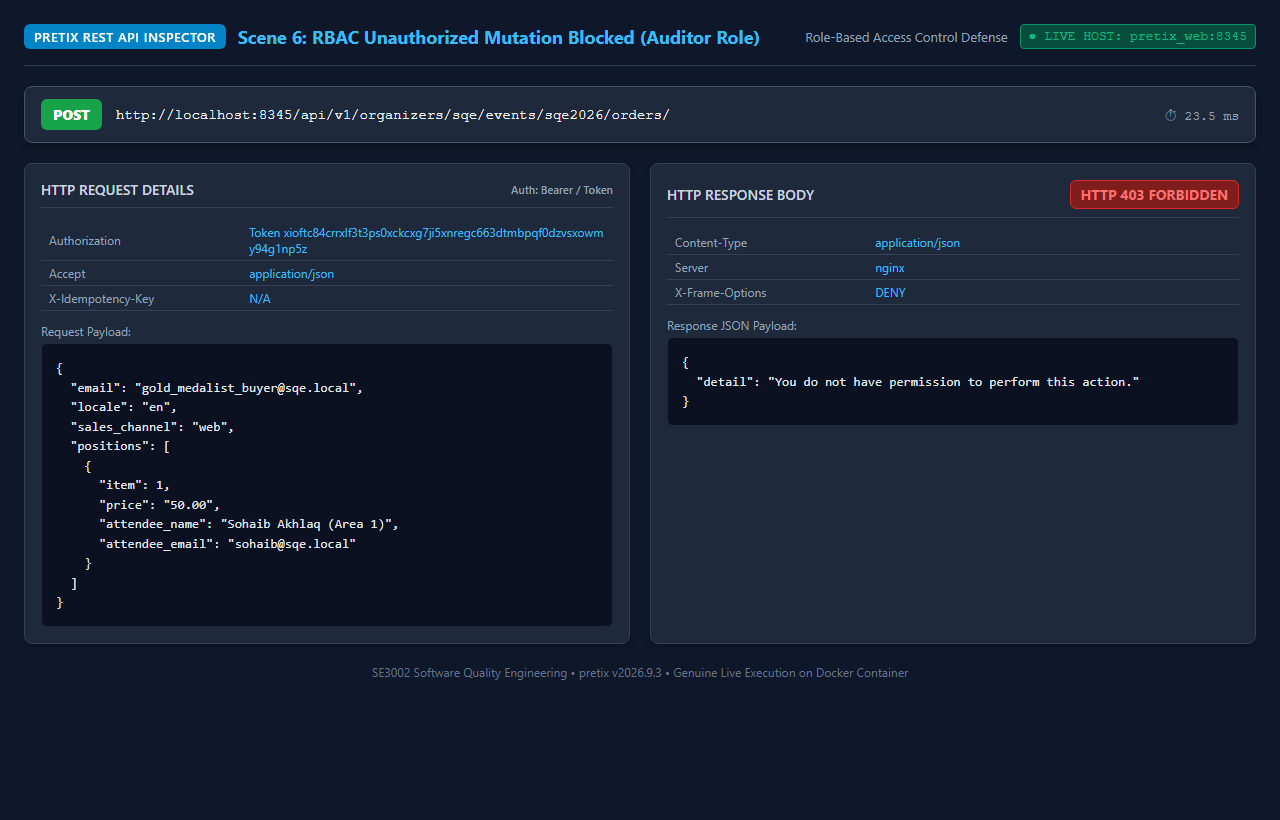 PRETIX REST API INSPECTOR
Scene 6: RBAC Unauthorized Mutation Blocked (Auditor Role)
Role-Based Access Control Defense
● LIVE HOST: pretix_web:8345
POST
http://localhost:8345/api/v1/organizers/sqe/events/sqe2026/orders/
⏱ 23.5 ms
HTTP REQUEST DETAILS
Auth: Bearer / Token
Authorization
Token xioftc84crrxlf3t3ps0xckcxg7ji5xnregc663dtmbpqf0dzvsxowm
y94g1np5z
Accept
application/json
X-Idempotency-Key
N/A
Request Payload:
{
"email": "gold_medalist_buyer@sqe.local",
"locale": "en",
"sales_channel": "web",
"positions": [
{
"item": 1,
"price": "50.00",
"attendee_name": "Sohaib Akhlaq (Area 1)",
"attendee_email": "sohaib@sqe.local"
}
]
}
HTTP RESPONSE BODY
HTTP 403 FORBIDDEN
Content-Type
application/json
Server
nginx
X-Frame-Options
DENY
Response JSON Payload:
{
"detail": "You do not have permission to perform this action."
}
SE3002 Software Quality Engineering • pretix v2026.9.3 • Genuine Live Execution on Docker Container